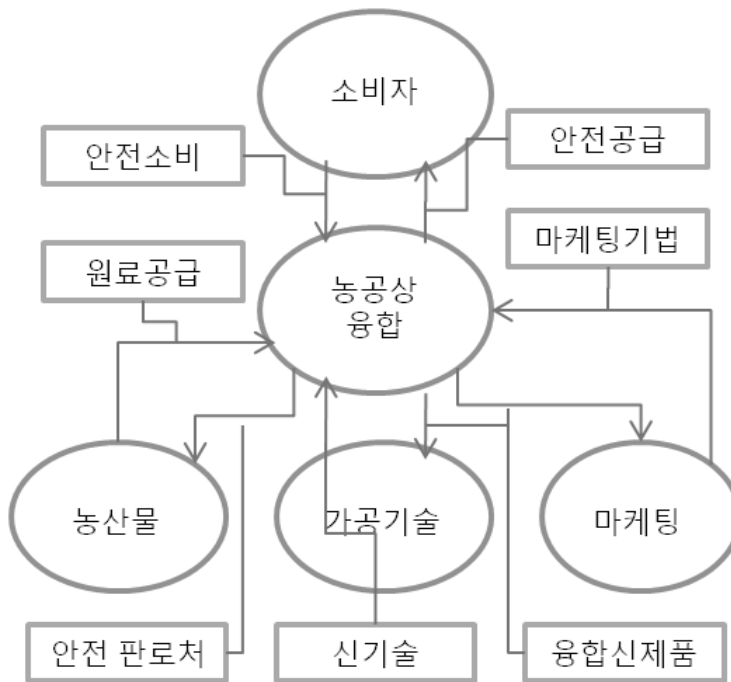 소비자
안전소비
안전공급
마케팅기법
원료공급
농공상
융합
농산물
가공기술
마케팅
안전 판로처
신기술
융합신제품